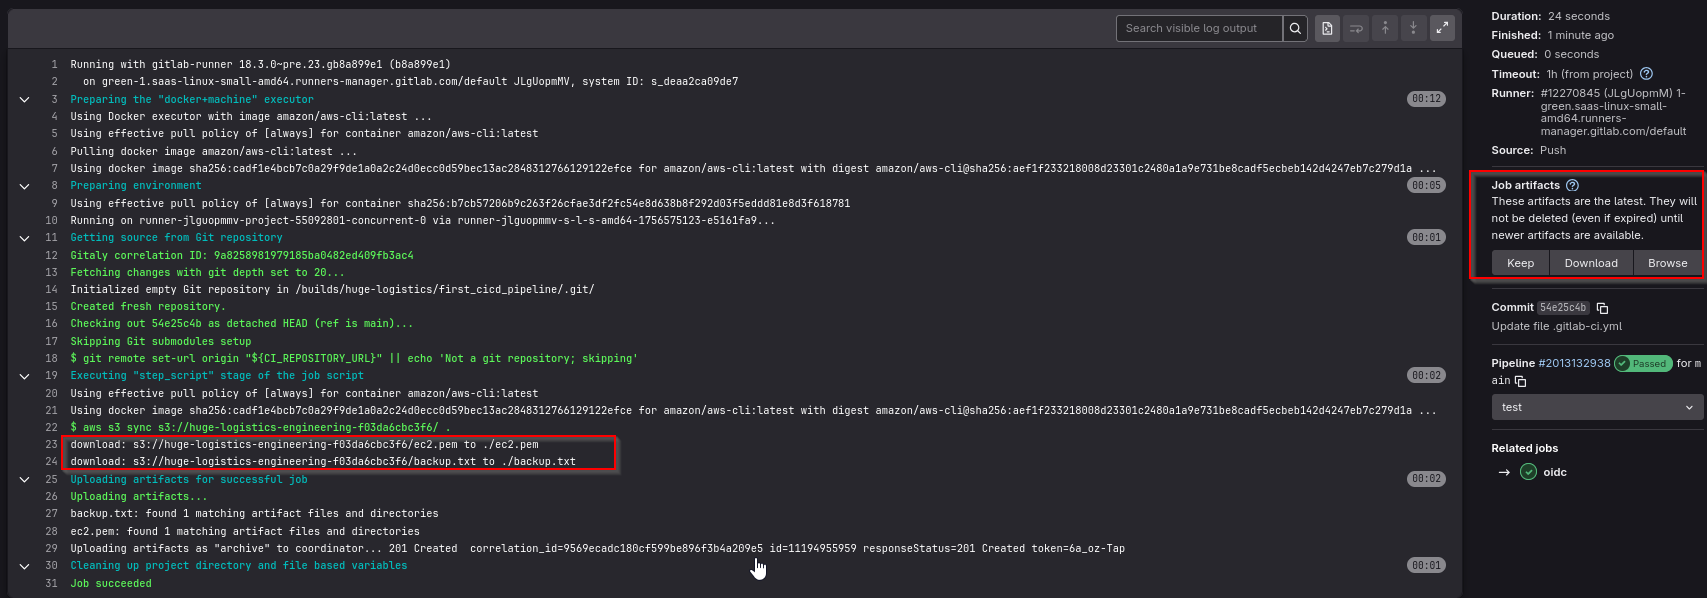 Search visible log output
1 Running with gitlab-runner 18.3.0~pre.23.gb8a899e1 (b8a899e1)
2 on green-1.saas-linux-small-amd64.runners-manager.gitlab.com/default JLgUopmMV, system ID: s_deaa2ca09de7
3 Preparing the "docker+machine" executor 00:12
4 Using Docker executor with image amazon/aws-cli:latest ...
5 Using effective pull policy of [always] for container amazon/aws-cli:latest
6 Pulling docker image amazon/aws-cli:latest ...
7 Using docker image sha256:cadf1e4bcb7c0a29f9de1a0a2c24d0ecc0d59bec13ac2848312766129122efce for amazon/aws-cli:latest with digest amazon/aws-cli@sha256:aef1f233218008d23301c2480a1a9e731be8cadf5ecbeb142d4247eb7c279d1a ...
8 Preparing environment 00:05
9 Using effective pull policy of [always] for container sha256:b7cb57206b9c263f26cfae3df2fc54e8d638b8f292d03f5eddd81e8d3f618781
10 Running on runner-jlguopmmv-project-55092801-concurrent-0 via runner-jlguopmmv-s-l-s-amd64-1756575123-e5161fa9...
11 Getting source from Git repository 00:01
12 Gitaly correlation ID: 9a8258981979185ba0482ed409fb3ac4
13 Fetching changes with git depth set to 20...
14 Initialized empty Git repository in /builds/huge-logistics/first_cicd_pipeline/.git/
15 Created fresh repository.
16 Checking out 54e25c4b as detached HEAD (ref is main)...
17 Skipping Git submodules setup
18 $ git remote set-url origin "${CI_REPOSITORY_URL}" || echo 'Not a git repository; skipping'
19 Executing "step_script" stage of the job script 00:02
20 Using effective pull policy of [always] for container amazon/aws-cli:latest
21 Using docker image sha256:cadf1e4bcb7c0a29f9de1a0a2c24d0ecc0d59bec13ac2848312766129122efce for amazon/aws-cli:latest with digest amazon/aws-cli@sha256:aef1f233218008d23301c2480a1a9e731be8cadf5ecbeb142d4247eb7c279d1a ...
22 $ aws s3 sync s3://huge-logistics-engineering-f03da6cbc3f6/ .
23 download: s3://huge-logistics-engineering-f03da6cbc3f6/ec2.pem to ./ec2.pem
24 download: s3://huge-logistics-engineering-f03da6cbc3f6/backup.txt to ./backup.txt
25 Uploading artifacts for successful job 00:02
26 Uploading artifacts...
27 backup.txt: found 1 matching artifact files and directories
28 ec2.pem: found 1 matching artifact files and directories
29 Uploading artifacts as "archive" to coordinator... 201 Created correlation_id=9569ecadc180cf599be896f3b4a209e5 id=11194955959 responseStatus=201 Created token=6a_oz-Tap
30 Cleaning up project directory and file based variables 00:01
31 Job succeeded
Duration: 24 seconds
Finished: 1 minute ago
Queued: 0 seconds
Timeout: 1h (from project)
Runner: #12270845 (JLgUopmM) 1-
green.saas-linux-small-
amd64.runners-
manager.gitlab.com/default
Source: Push
Job artifacts
These artifacts are the latest. They will
not be deleted (even if expired) until
newer artifacts are available.
Keep Download Browse
Commit 54e25c4b
Update file .gitlab-ci.yml
Pipeline #2013132938 Passed for m
ain
test
Related jobs
→ oidc